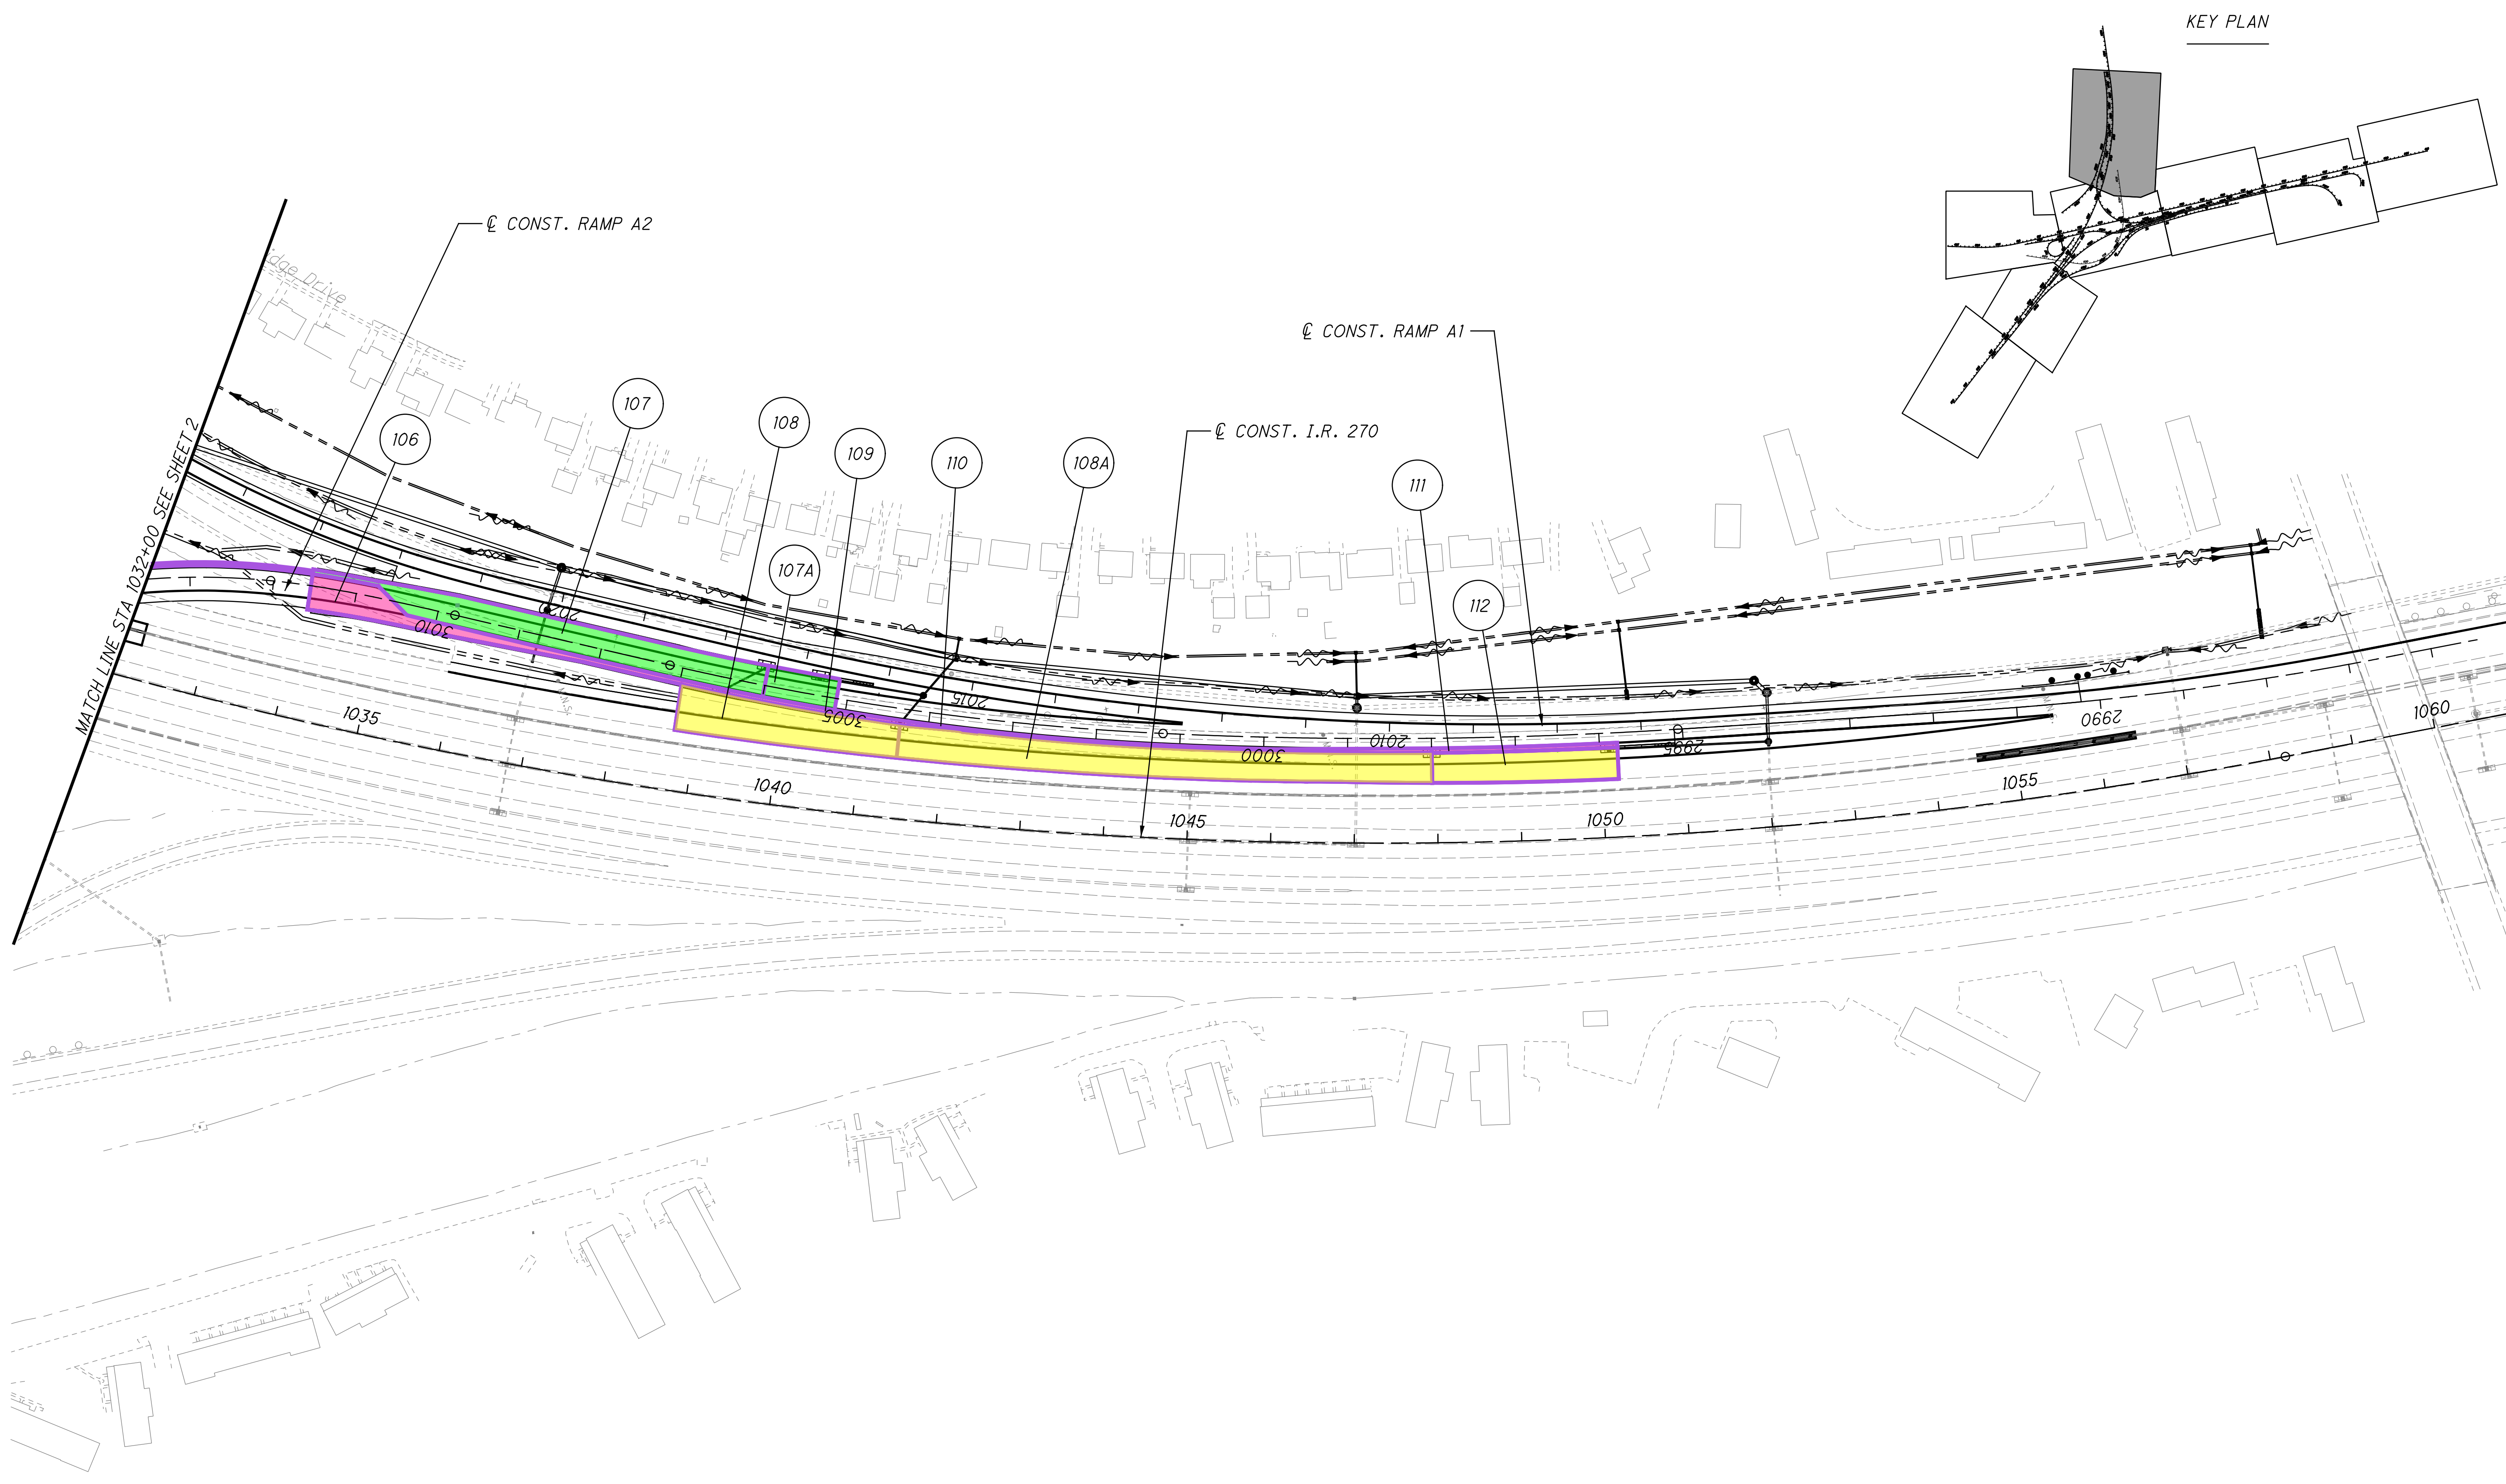 KEY PLAN
℄ CONST. RAMP A2
℄ CONST. RAMP A1
℄ CONST. I.R. 270
MATCH LINE STA 1032+00 SEE SHEET 2
106
107
108
109
110
108A
111
107A
112
3010
2020
3005
2015
3000
2010
2995
2990
1035
1040
1045
1050
1055
1060
Drive